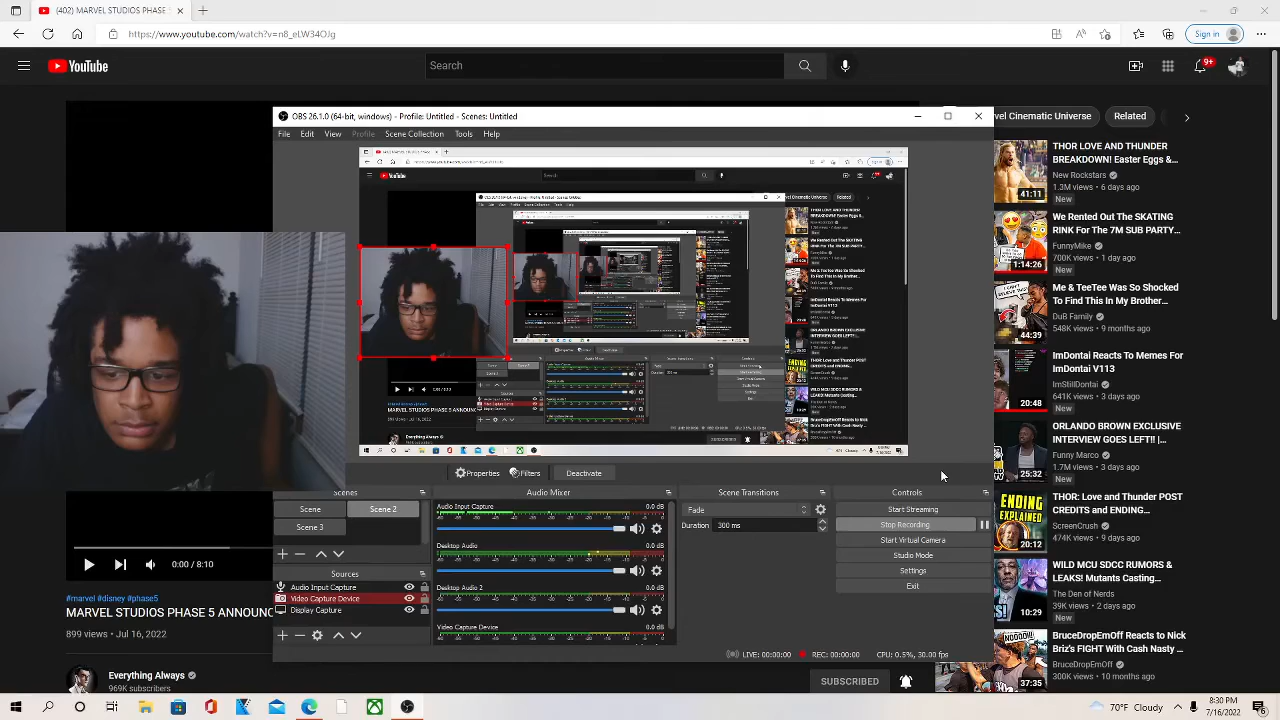 (402) MARVEL STUDIOS PHASE
https://www.youtube.com/watch?v=n8_eLW34OJg
Sign in
YouTube
Search
9+
OBS 26.1.0 (64-bit, windows) - Profile: Untitled - Scenes: Untitled
File Edit View Profile Scene Collection Tools Help
vel Cinematic Universe
Related
THOR LOVE AND THUNDER
BREAKDOWN! Easter Eggs &...
New Rockstars
1.3M views • 6 days ago
New
41:11
We Rented Out The SKATING
RINK For The 7M SUB PARTY...
FunnyMike
700K views • 1 day ago
New
1:14:26
Me & TeeTee Was So Shocked
To Find This In My Brother...
DuB Family
548K views • 9 months ago
44:39
ImDontai Reacts To Memes For
ImDontai V13
ImStillDontai
641K views • 3 days ago
New
20:48
ORLANDO BROWN EXCLUSIVE
INTERVIEW GONE LEFT!! |...
Funny Marco
1.7M views • 3 days ago
New
25:32
THOR: Love and Thunder POST
CREDITS and ENDING...
ScreenCrush
474K views • 9 days ago
ENDING
EXPLAINED
20:12
WILD MCU SDCC RUMORS &
LEAKS! Mutants Casting...
The Den of Nerds
39K views • 2 days ago
New
10:29
BruceDropEmOff Reacts to Nick
Briz's FIGHT With Cash Nasty ...
BruceDropEmOff
300K views • 10 months ago
37:35
Properties
Filters
Deactivate
Scenes
Scene
Scene 2
Scene 3
Sources
Audio Input Capture
Video Capture Device
Display Capture
Audio Mixer
Audio Input Capture 0.0 dB
Desktop Audio 0.0 dB
Desktop Audio 2 0.0 dB
Video Capture Device 0.0 dB
Scene Transitions
Fade
Duration 300 ms
Controls
Start Streaming
Stop Recording
Start Virtual Camera
Studio Mode
Settings
Exit
LIVE: 00:00:00
REC: 00:00:00
CPU: 0.5%, 30.00 fps
0:00 / 8:10
#marvel #disney #phase5
MARVEL STUDIOS PHASE 5 ANNOUNC
899 views • Jul 16, 2022
Everything Always
969K subscribers
SUBSCRIBED
70°F Cloudy
8:30 PM
7/16/2022